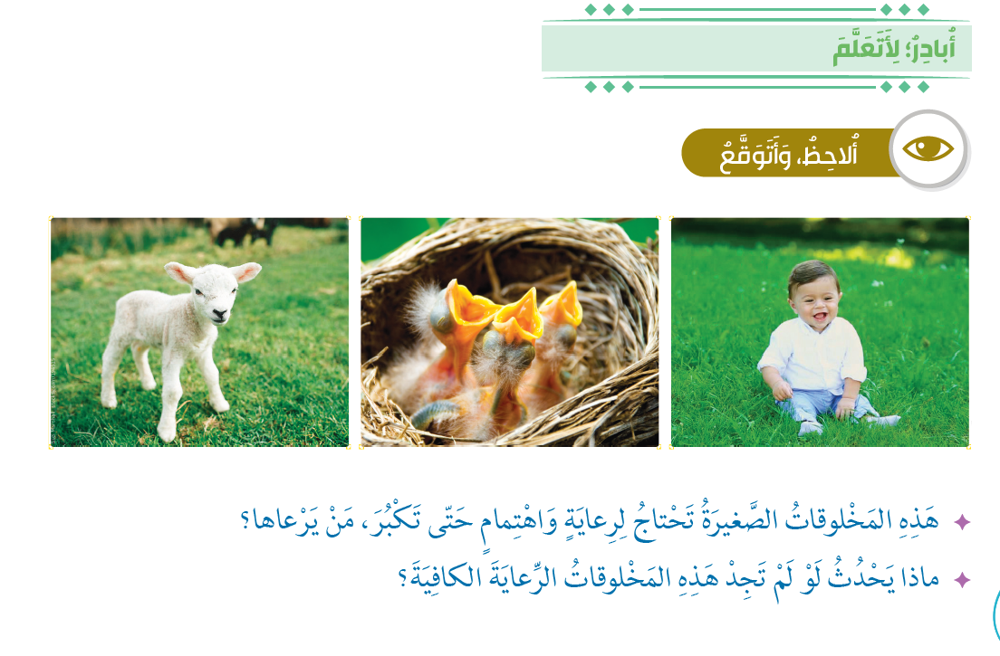 أُبادِرُ؛ لِأَتَعَلَّمَ
أُلاحِظُ، وَأَتَوَقَّعُ
هَذِهِ المَخْلوقاتُ الصَّغيرَةُ تَحْتاجُ لِرِعايَةٍ وَاهْتِمامٍ حَتّى تَكْبُرَ، مَنْ يَرْعاها؟
ماذا يَحْدُثُ لَوْ لَمْ تَجِدْ هَذِهِ المَخْلوقاتُ الرِّعايَةَ الكافِيَةَ؟